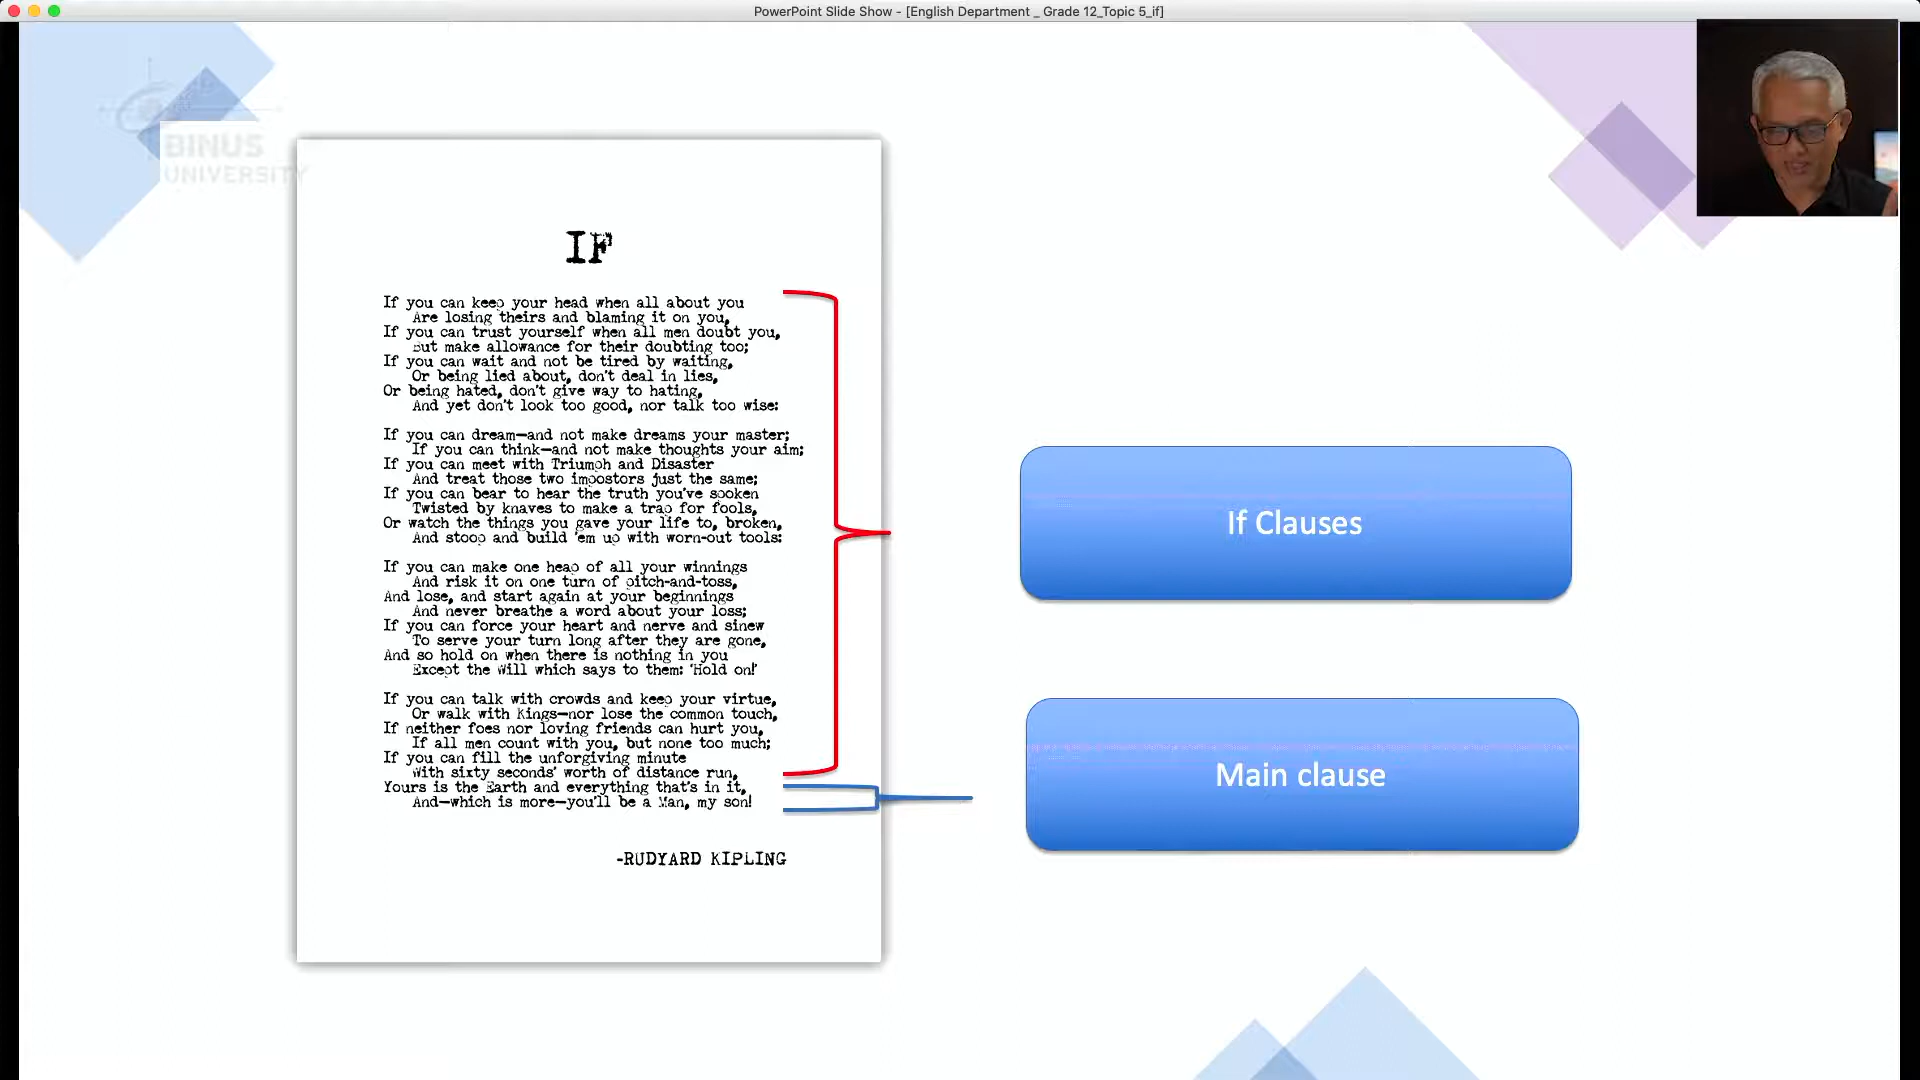 PowerPoint Slide Show - [English Department _ Grade 12_Topic 5_if]
BINUS
UNIVERSITY
IF
If you can keep your head when all about you
Are losing theirs and blaming it on you,
If you can trust yourself when all men doubt you,
But make allowance for their doubting too;
If you can wait and not be tired by waiting,
Or being lied about, don't deal in lies,
Or being hated, don't give way to hating,
And yet don't look too good, nor talk too wise:
If you can dream—and not make dreams your master;
If you can think—and not make thoughts your aim;
If you can meet with Triumph and Disaster
And treat those two impostors just the same;
If you can bear to hear the truth you've spoken
Twisted by knaves to make a trap for fools,
Or watch the things you gave your life to, broken,
And stoop and build 'em up with worn-out tools:
If you can make one heap of all your winnings
And risk it on one turn of pitch-and-toss,
And lose, and start again at your beginnings
And never breathe a word about your loss;
If you can force your heart and nerve and sinew
To serve your turn long after they are gone,
And so hold on when there is nothing in you
Except the Will which says to them: 'Hold on!'
If you can talk with crowds and keep your virtue,
Or walk with Kings—nor lose the common touch,
If neither foes nor loving friends can hurt you,
If all men count with you, but none too much;
If you can fill the unforgiving minute
With sixty seconds' worth of distance run,
Yours is the Earth and everything that's in it,
And—which is more—you'll be a Man, my son!
-RUDYARD KIPLING
If Clauses
Main clause